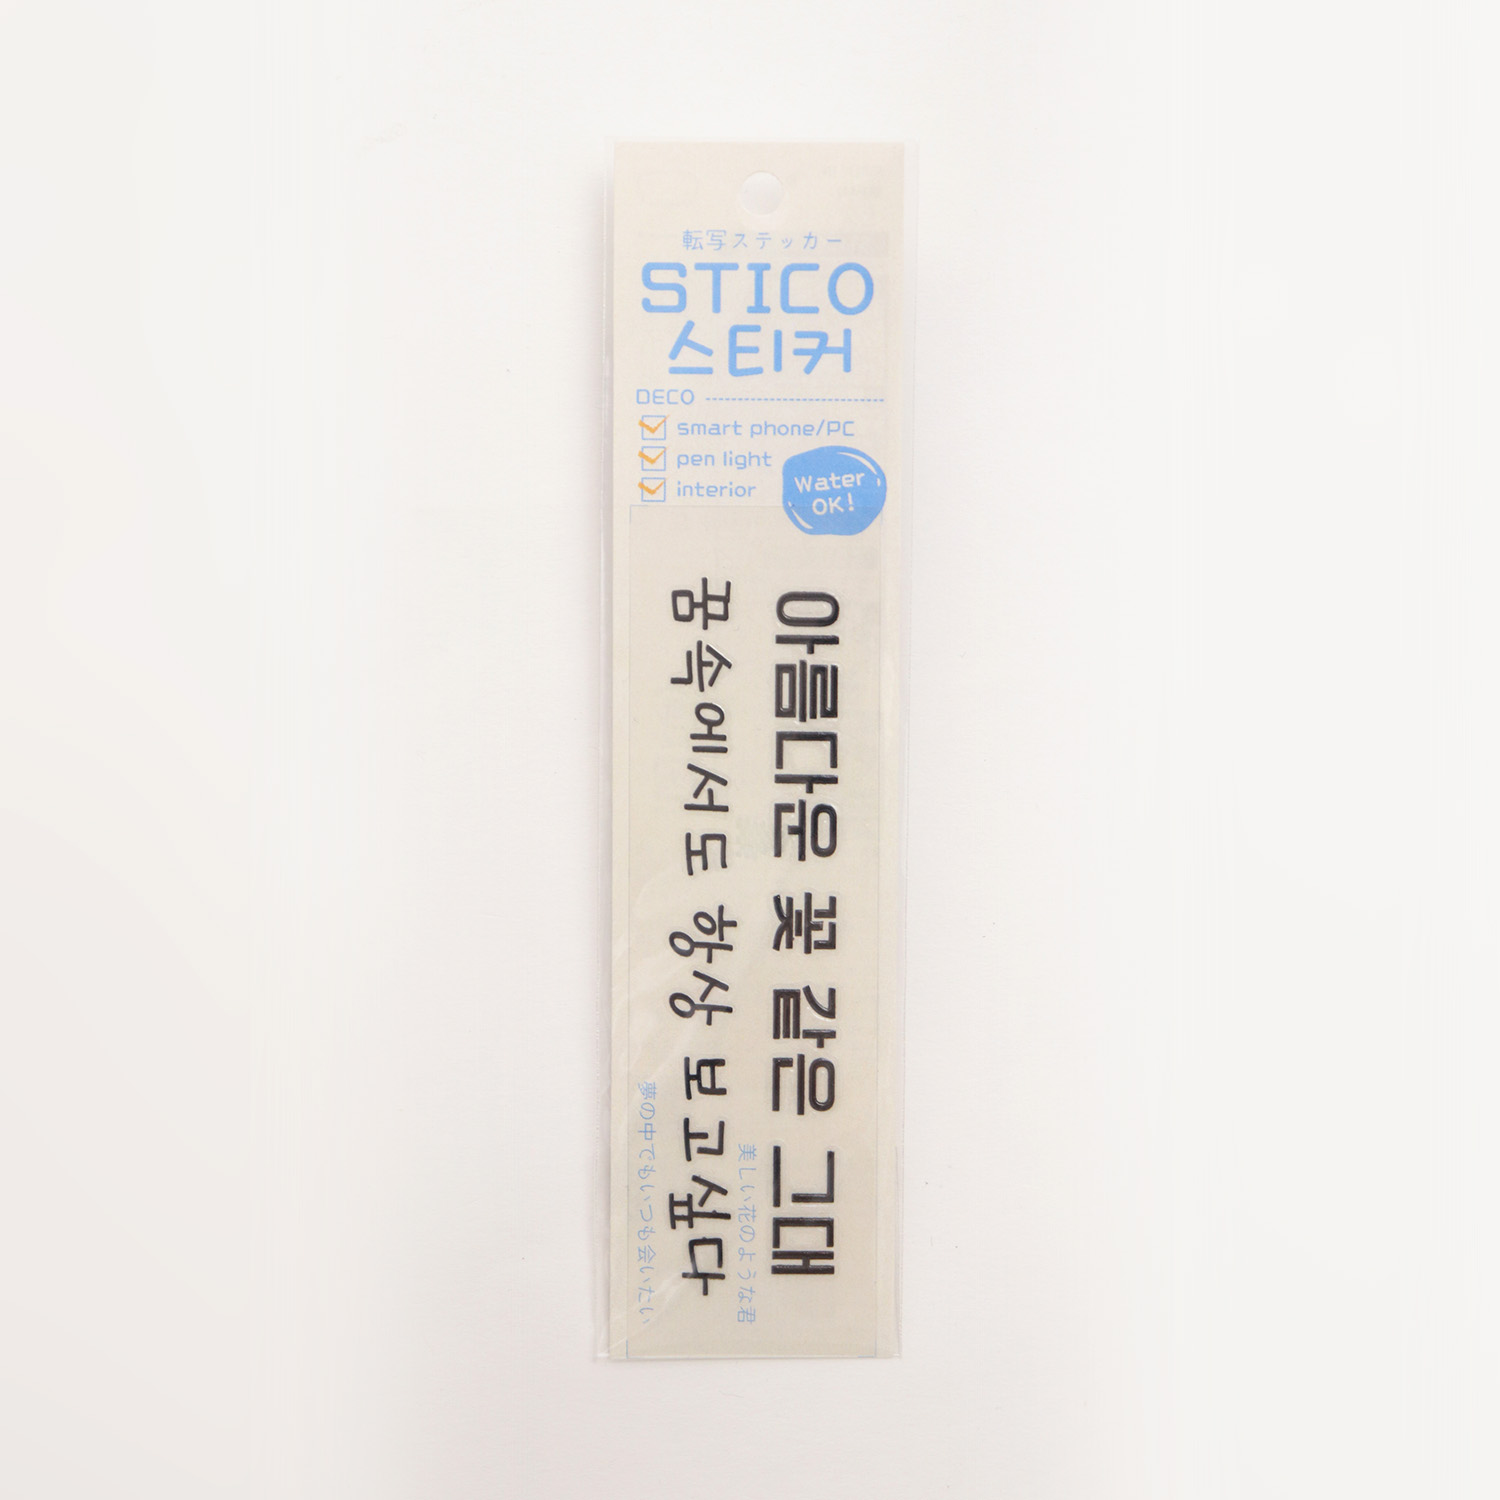 転写ステッカー
STICO
스티커
DECO
smart phone/PC
pen light
interior
Water
OK!
아름다운 꽃 같은 그대
美しい花のような君
꿈속에서도 항상 보고싶다
夢の中でもいつも会いたい